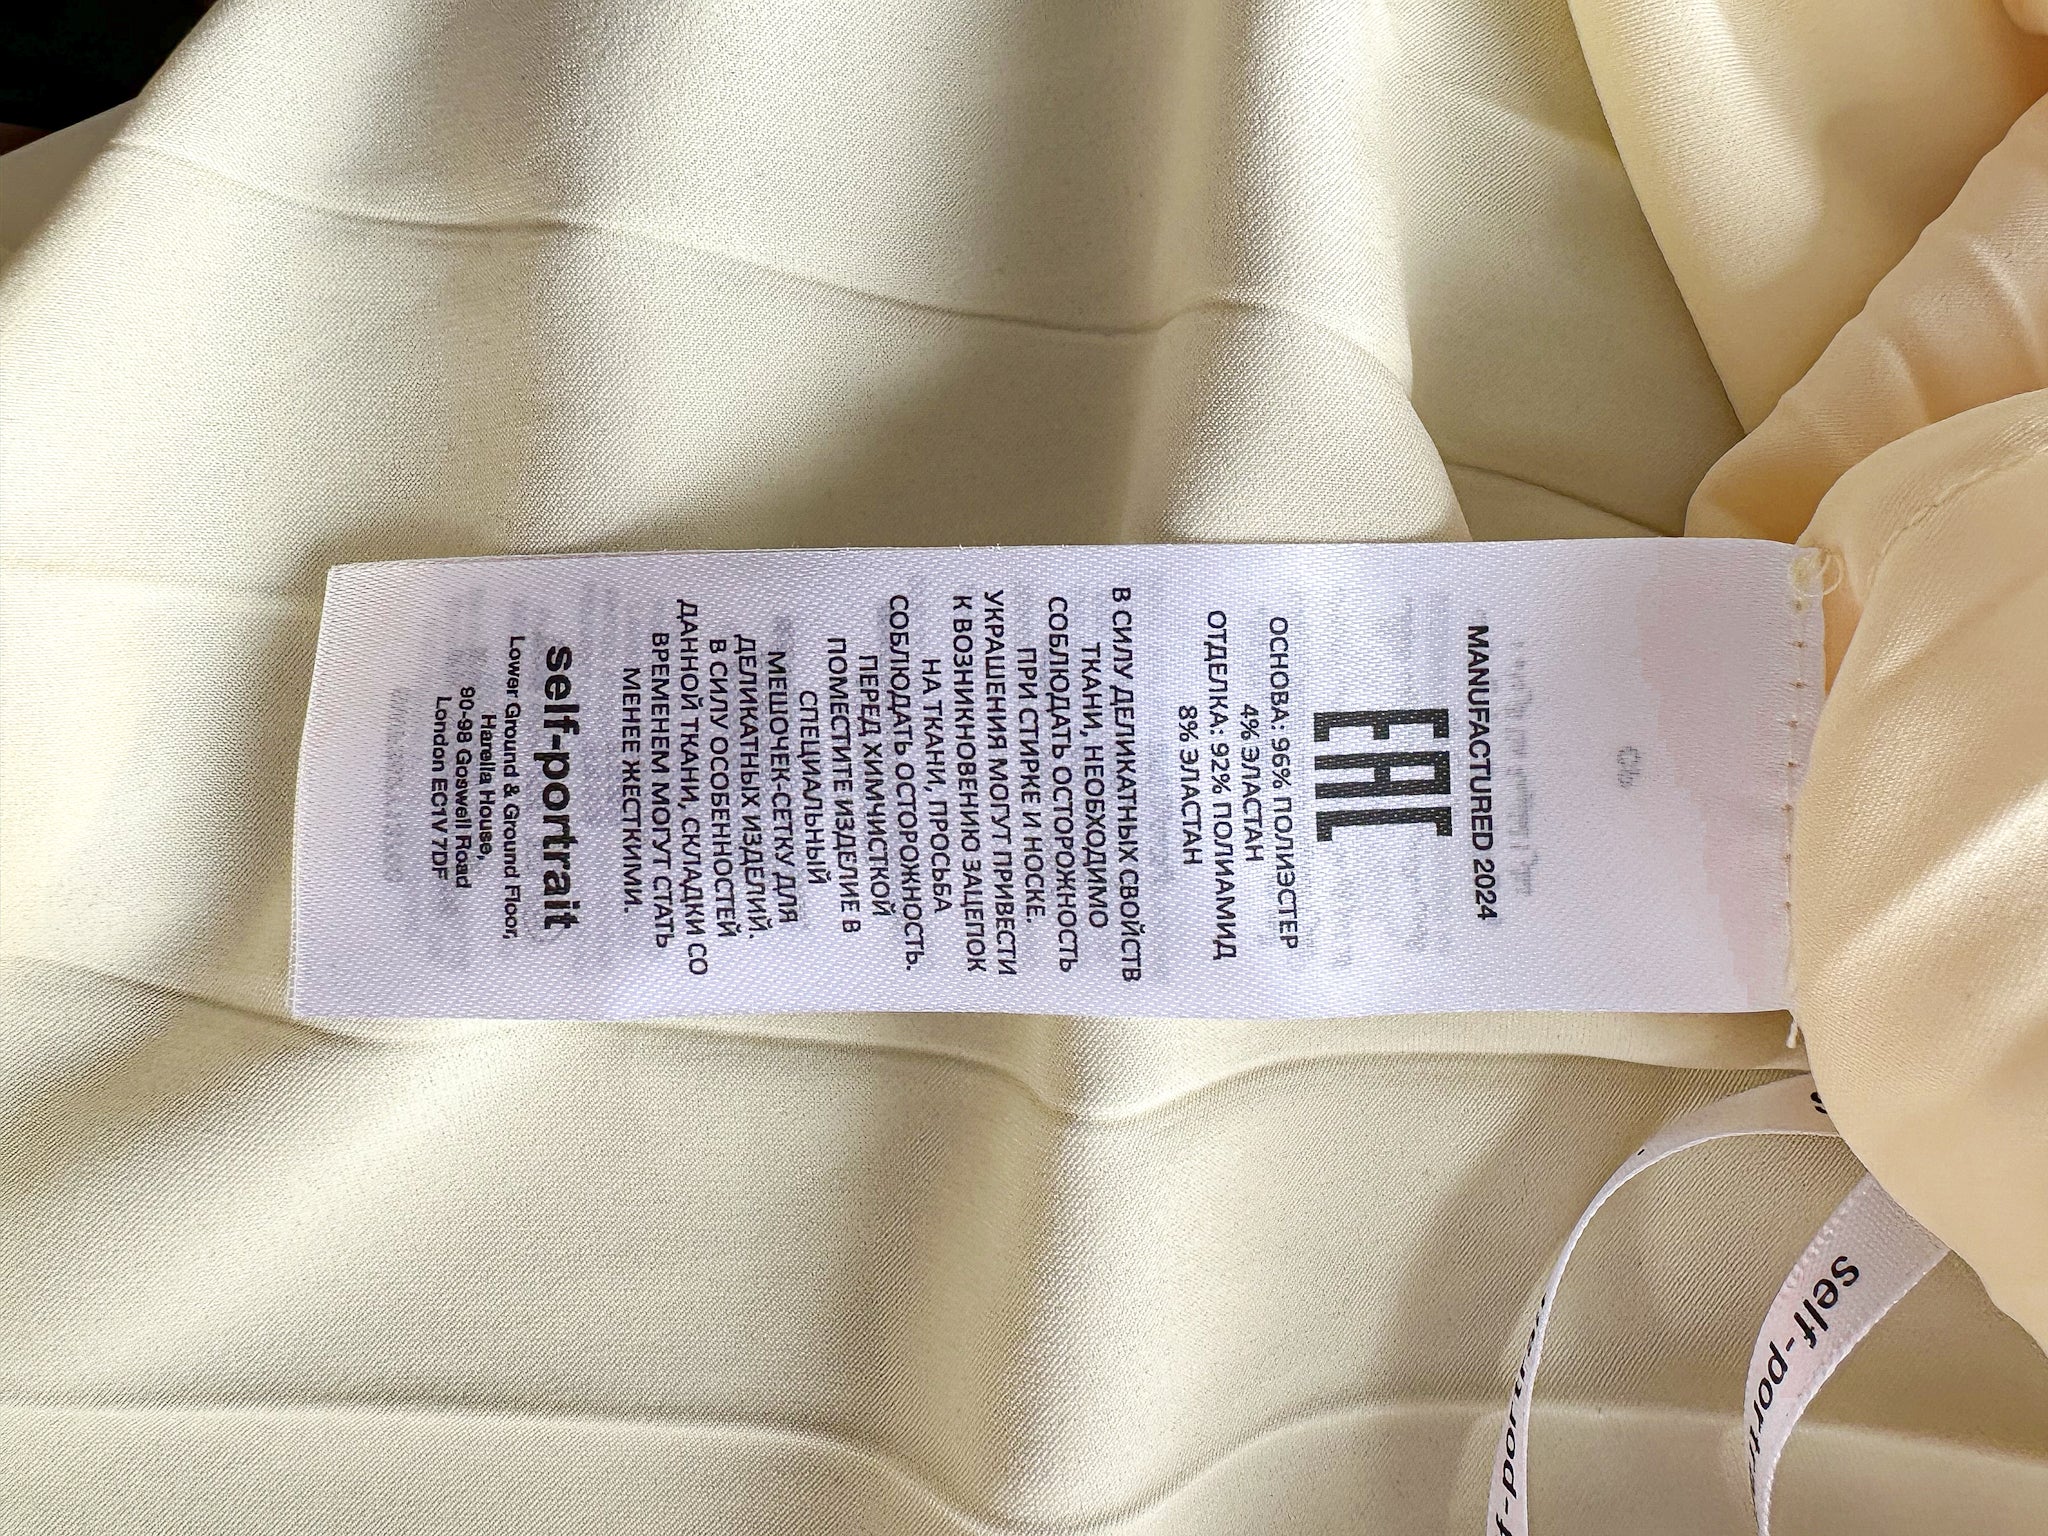 MANUFACTURED 2024
EAC
ОСНОВА: 96% ПОЛИЭСТЕР
4% ЭЛАСТАН
ОТДЕЛКА: 92% ПОЛИАМИД
8% ЭЛАСТАН
В СИЛУ ДЕЛИКАТНЫХ СВОЙСТВ
ТКАНИ, НЕОБХОДИМО
СОБЛЮДАТЬ ОСТОРОЖНОСТЬ
ПРИ СТИРКЕ И НОСКЕ.
УКРАШЕНИЯ МОГУТ ПРИВЕСТИ
К ВОЗНИКНОВЕНИЮ ЗАЦЕПОК
НА ТКАНИ, ПРОСЬБА
СОБЛЮДАТЬ ОСТОРОЖНОСТЬ.
ПЕРЕД ХИМЧИСТКОЙ
ПОМЕСТИТЕ ИЗДЕЛИЕ В
СПЕЦИАЛЬНЫЙ
МЕШОЧЕК-СЕТКУ ДЛЯ
ДЕЛИКАТНЫХ ИЗДЕЛИЙ.
В СИЛУ ОСОБЕННОСТЕЙ
ДАННОЙ ТКАНИ, СКЛАДКИ СО
ВРЕМЕНЕМ МОГУТ СТАТЬ
МЕНЕЕ ЖЕСТКИМИ.
self-portrait
Lower Ground & Ground Floor,
Harella House,
90-98 Goswell Road
London EC1V 7DF
self-portr